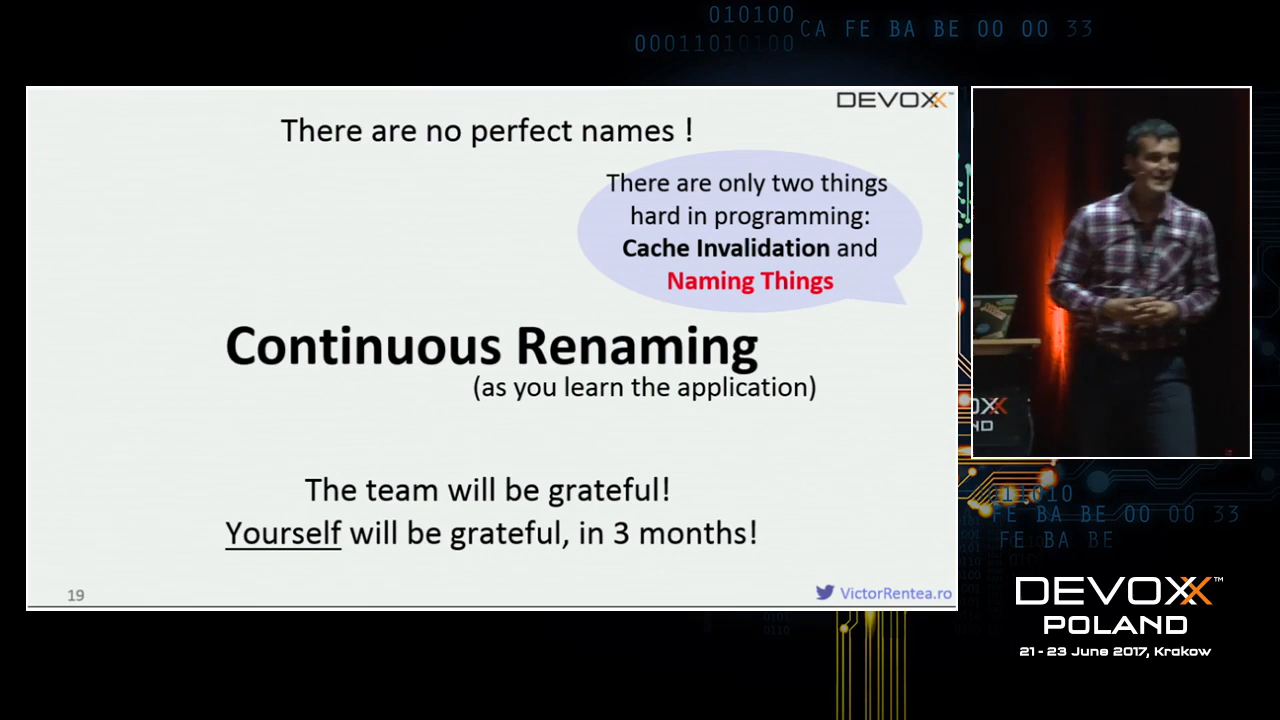 010100
00011010100
CA FE BA BE 00 00 33
DEVOXX™
There are no perfect names !
There are only two things
hard in programming:
Cache Invalidation and
Naming Things
Continuous Renaming
(as you learn the application)
The team will be grateful!
Yourself will be grateful, in 3 months!
19
VictorRentea.ro
FE BA BE 00 00 33
FE BA BE
DEVOXX™
POLAND
21 - 23 June 2017, Krakow